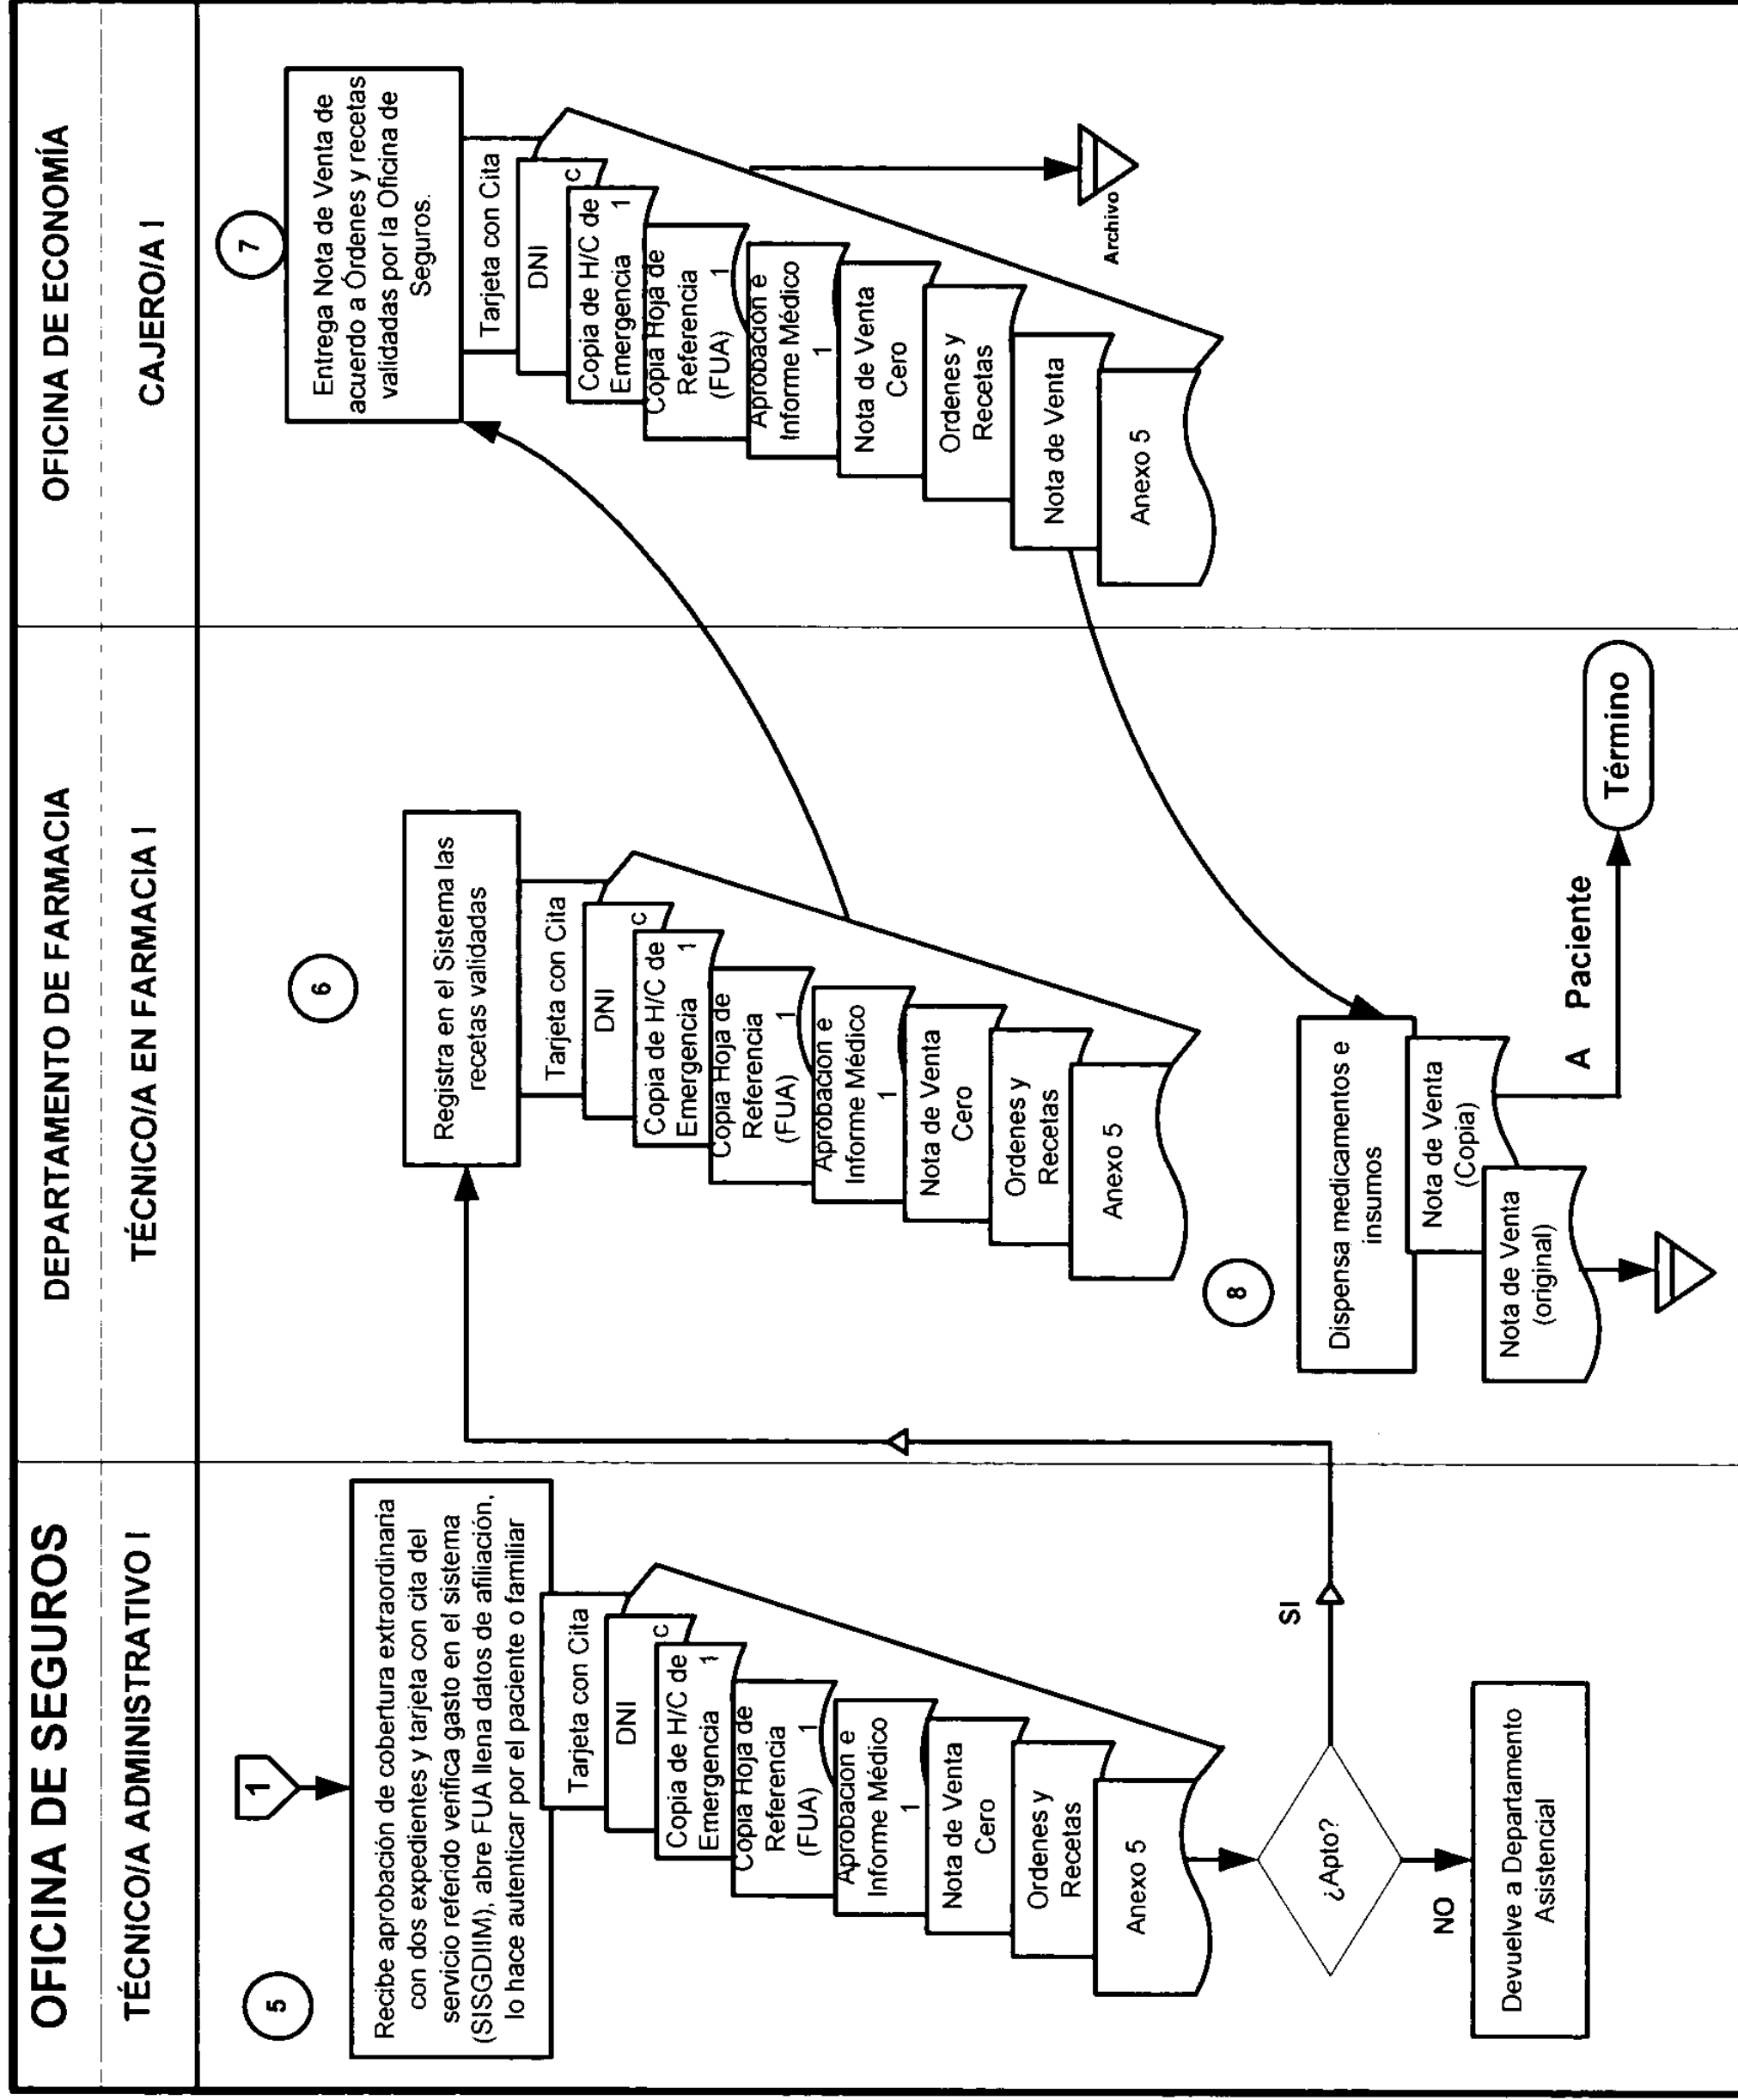 OFICINA DE SEGUROS
TÉCNICO/A ADMINISTRATIVO I
DEPARTAMENTO DE FARMACIA
TÉCNICO/A EN FARMACIA I
OFICINA DE ECONOMÍA
CAJERO/A I
1
5
Recibe aprobación de cobertura extraordinaria
con dos expedientes y tarjeta con cita del
servicio referido verifica gasto en el sistema
(SISGDIIM), abre FUA llena datos de afiliación,
lo hace autenticar por el paciente o familiar
Tarjeta con Cita
DNI
c
Copia de H/C de
Emergencia 1
Copia Hoja de
Referencia
(FUA) 1
Aprobacion e
Informe Médico
1
Nota de Venta
Cero
Ordenes y
Recetas
Anexo 5
¿Apto?
SI
NO
Devuelve a Departamento
Asistencial
6
Registra en el Sistema las
recetas validadas
Tarjeta con Cita
DNI
c
Copia de H/C de
Emergencia 1
Copia Hoja de
Referencia
(FUA) 1
Aprobacion e
Informe Médico
1
Nota de Venta
Cero
Ordenes y
Recetas
Anexo 5
7
Entrega Nota de Venta de
acuerdo a Órdenes y recetas
validadas por la Oficina de
Seguros.
Tarjeta con Cita
DNI
c
Copia de H/C de
Emergencia 1
Copia Hoja de
Referencia
(FUA) 1
Aprobación e
Informe Médico
1
Nota de Venta
Cero
Ordenes y
Recetas
Nota de Venta
Anexo 5
Archivo
8
Dispensa medicamentos e
insumos
Nota de Venta
(Copia)
Nota de Venta
(original)
A Paciente
Término